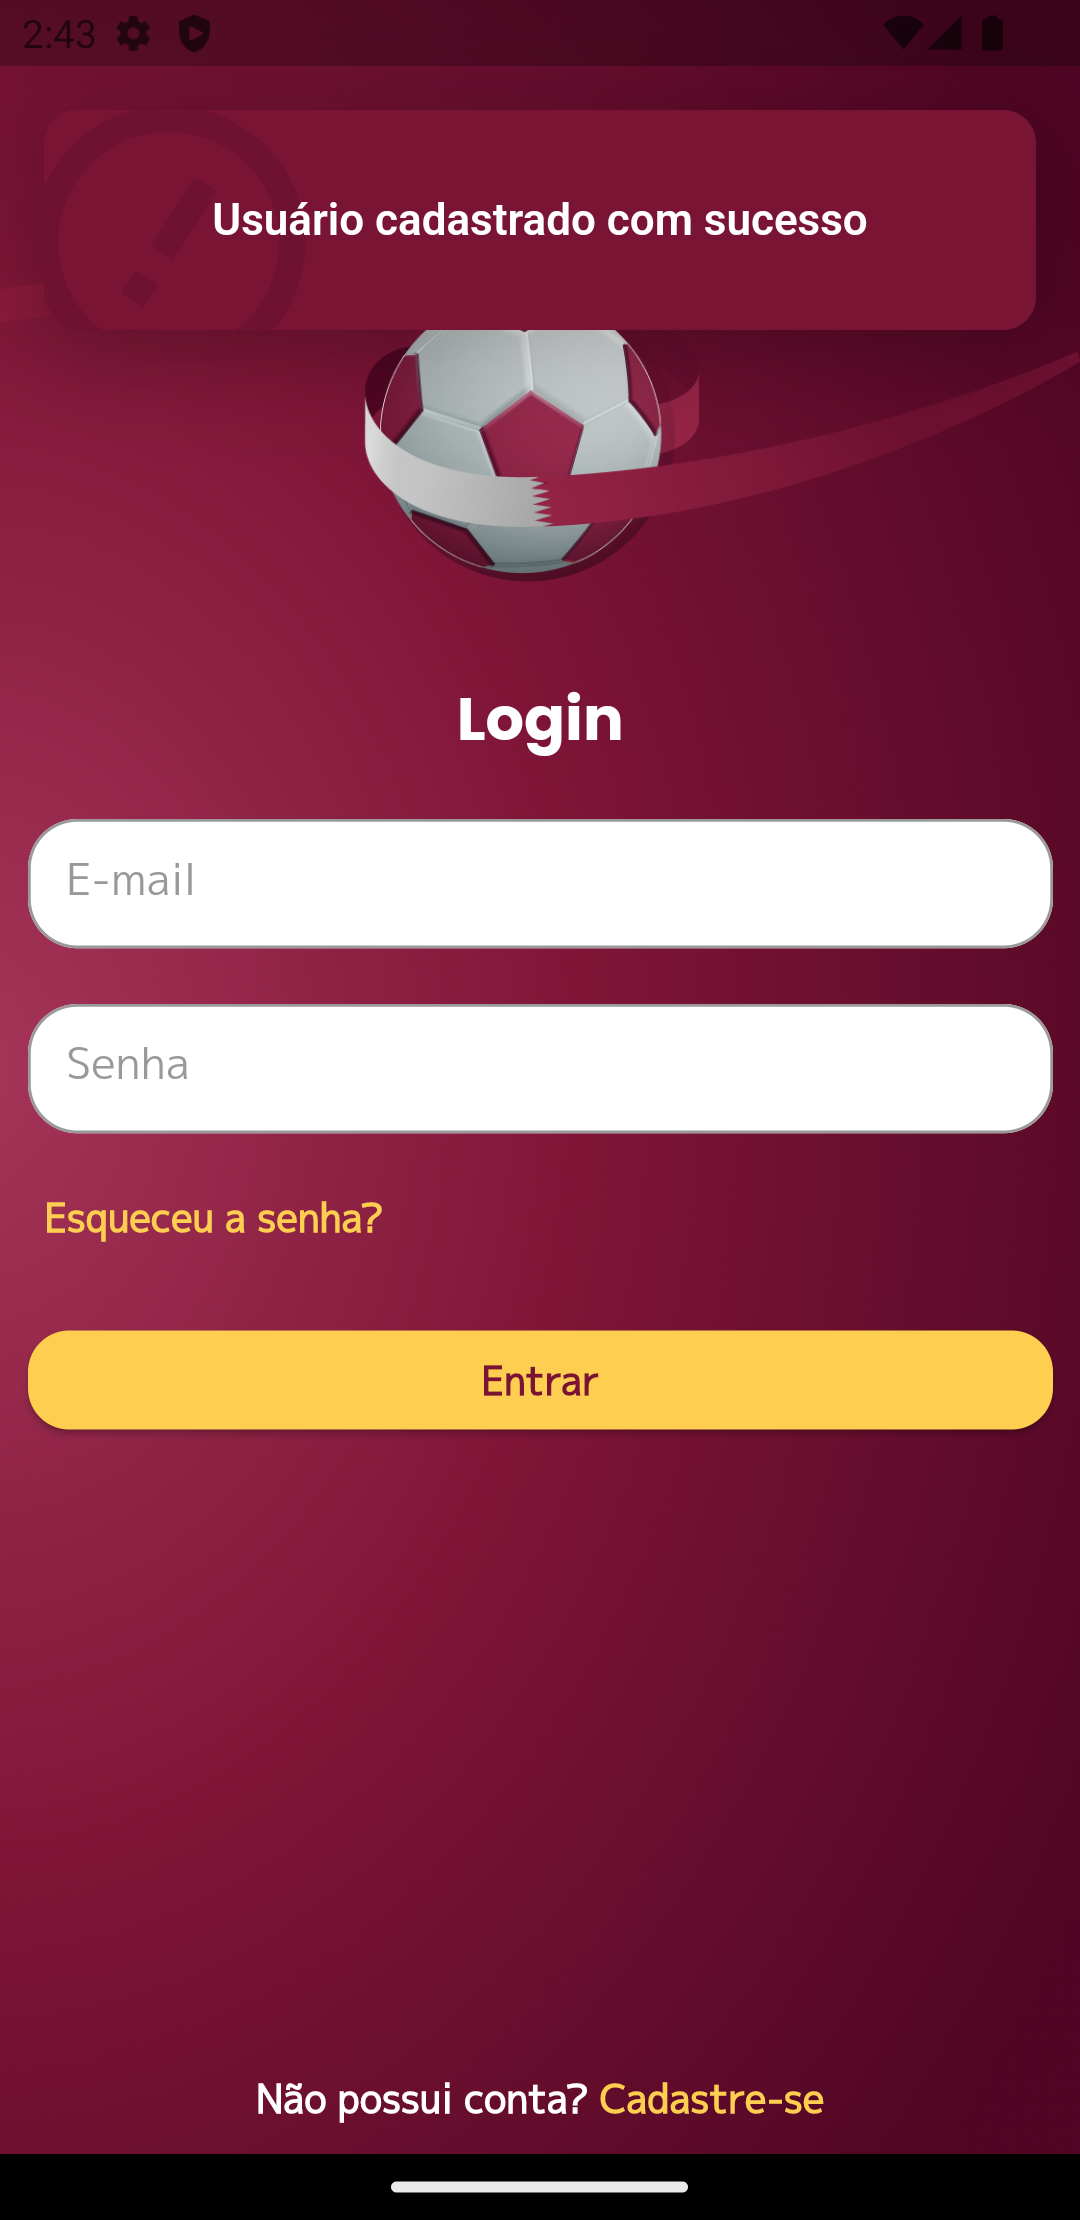 2:43
Usuário cadastrado com sucesso
Login
E-mail
Senha
Esqueceu a senha?
Entrar
Não possui conta? Cadastre-se